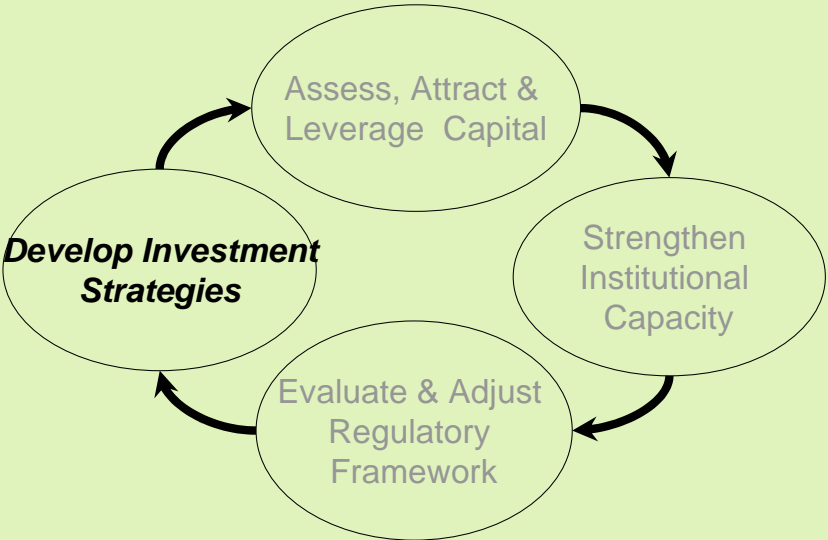 Assess, Attract &
Leverage Capital
Develop Investment
Strategies
Strengthen
Institutional
Capacity
Evaluate & Adjust
Regulatory
Framework